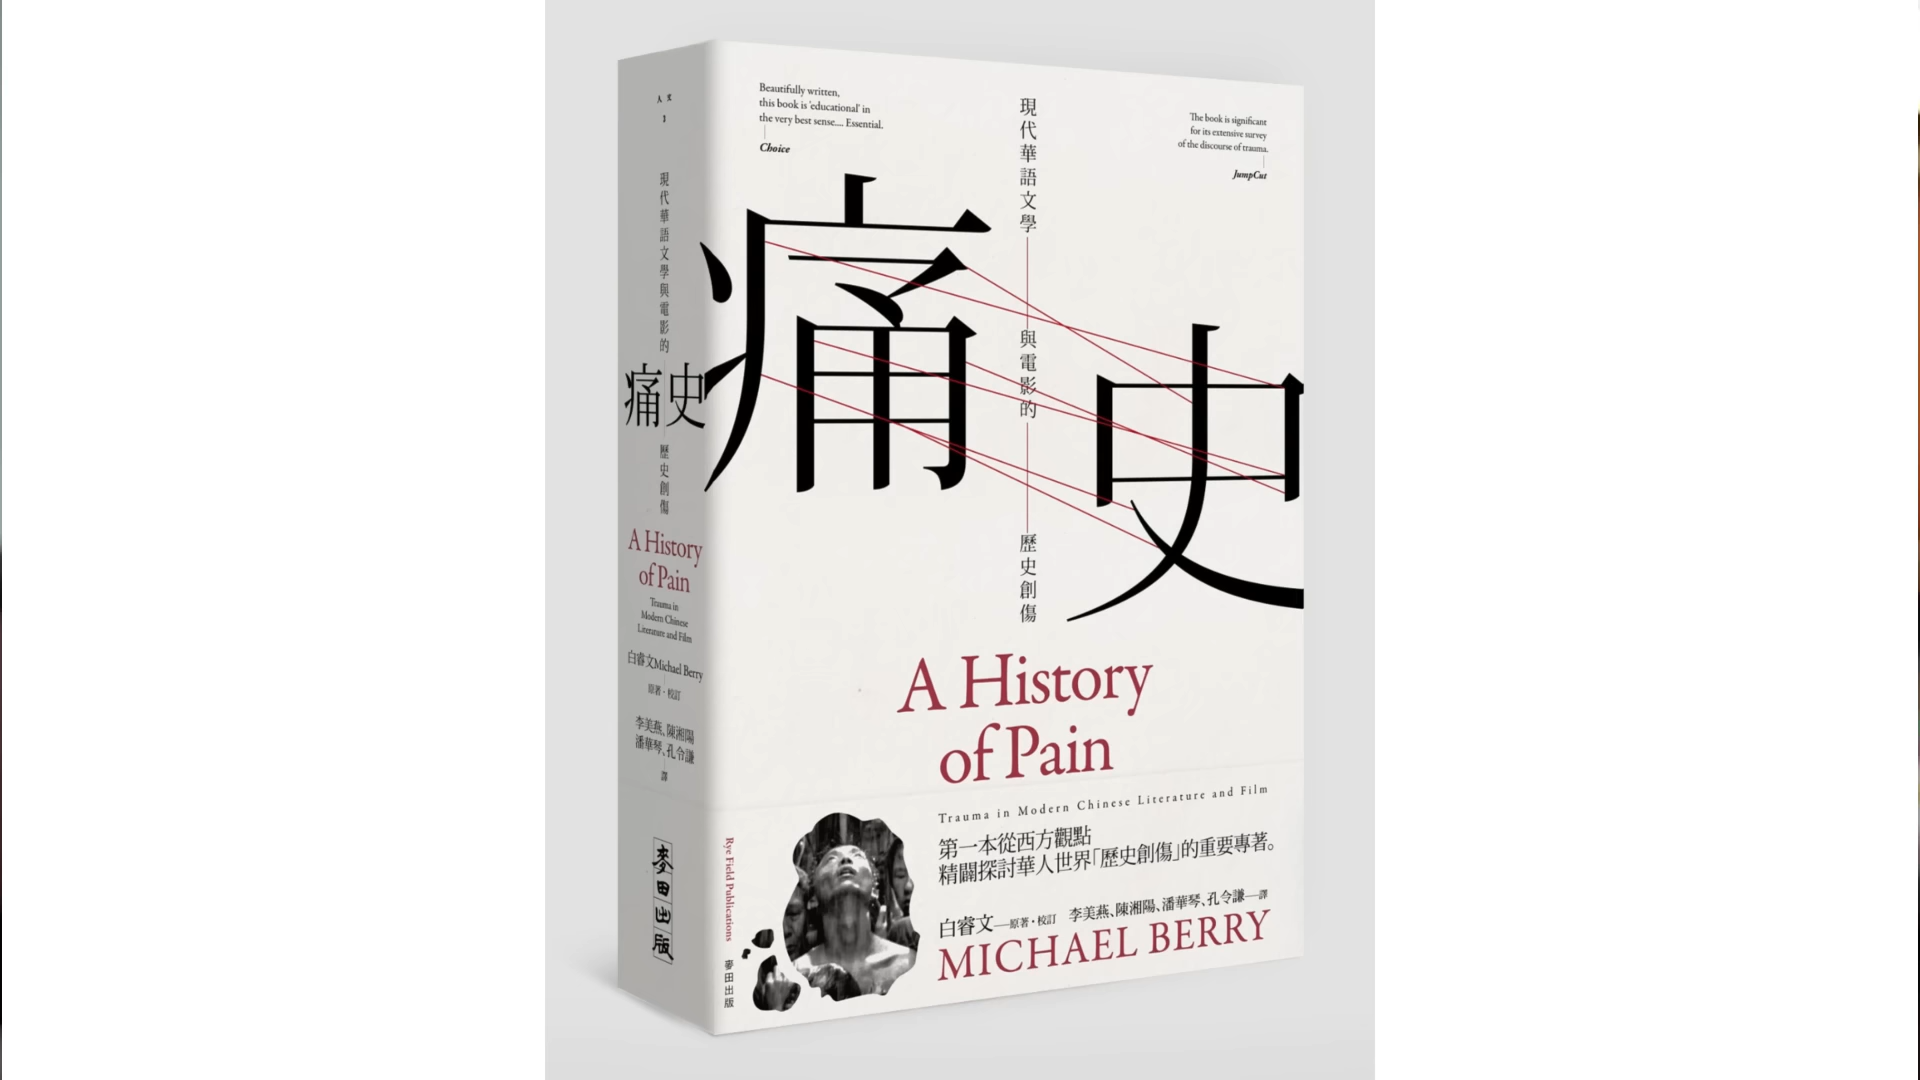 人文
3
現代華語文學與電影的
痛史
歷史創傷
A History
of Pain
Trauma in
Modern Chinese
Literature and Film
白睿文Michael Berry
原著・校訂
李美燕、陳湘陽
潘華琴、孔令謙
譯
麥田出版
Beautifully written,
this book is 'educational' in
the very best sense.... Essential.
Choice
現代華語文學
與電影的
歷史創傷
The book is significant
for its extensive survey
of the discourse of trauma.
JumpCut
痛史
A History
of Pain
Trauma in Modern Chinese Literature and Film
第一本從西方觀點
精闢探討華人世界「歷史創傷」的重要專著。
白睿文—原著・校訂 李美燕、陳湘陽、潘華琴、孔令謙—譯
MICHAEL BERRY
Rye Field Publications 麥田出版